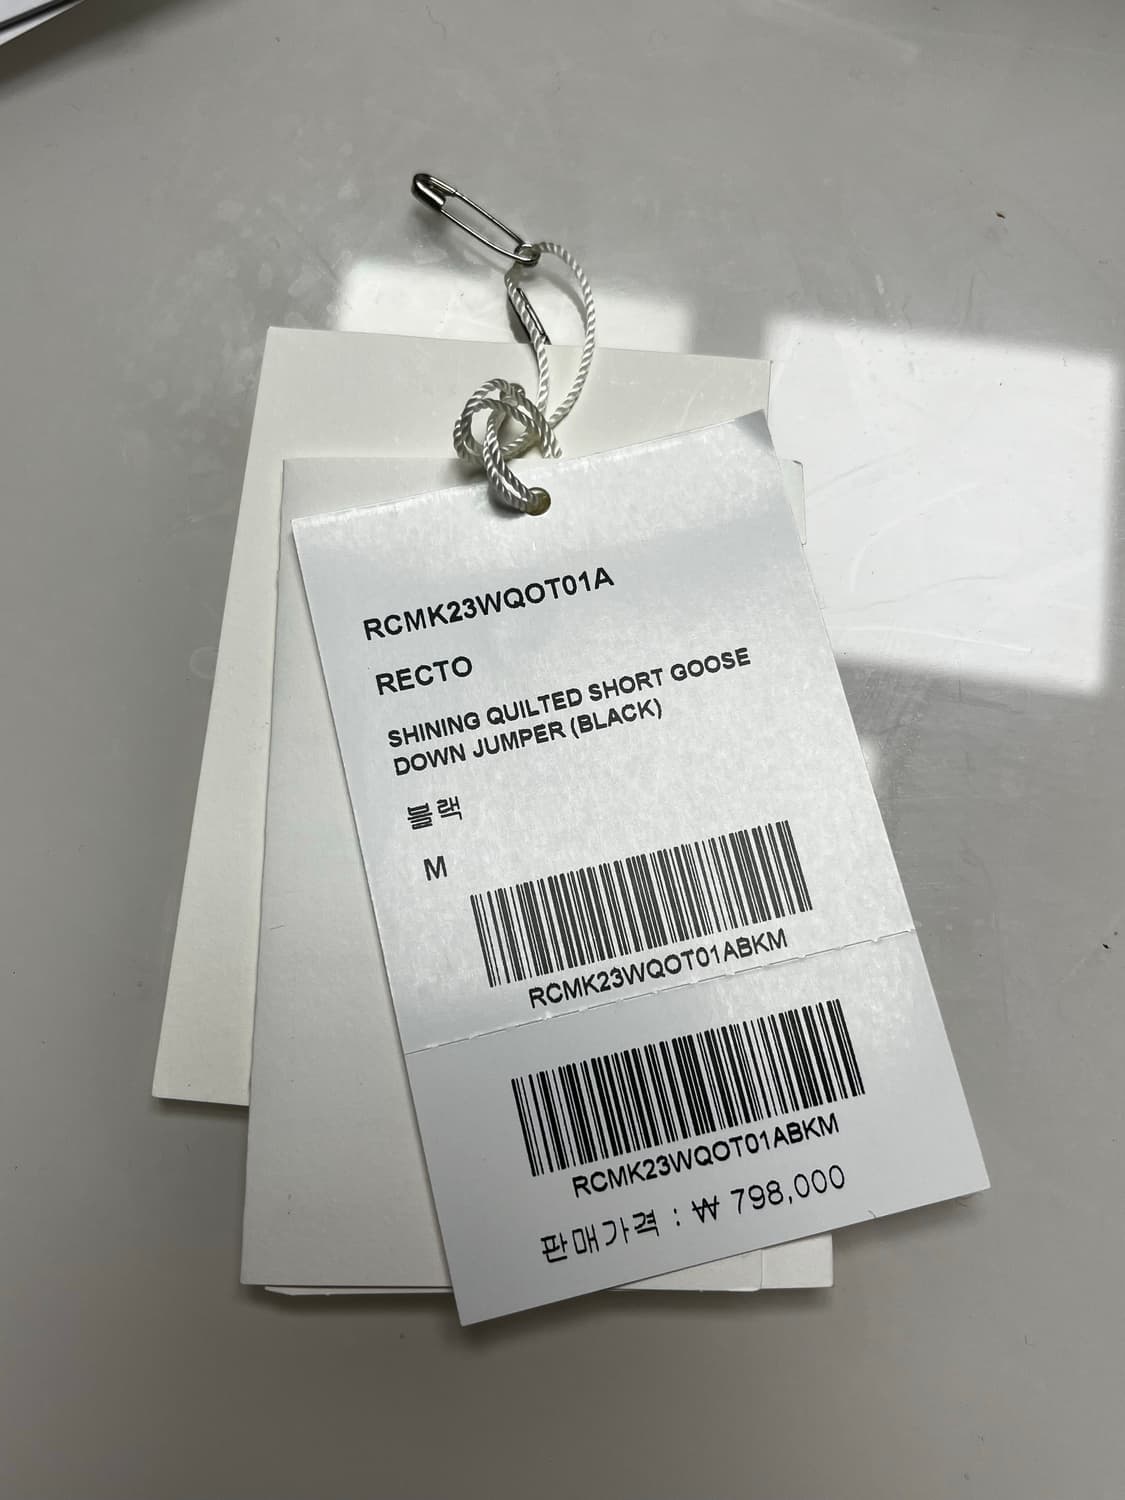 RCMK23WQOT01A
RECTO
SHINING QUILTED SHORT GOOSE
DOWN JUMPER (BLACK)
블랙
M
RCMK23WQOT01ABKM
RCMK23WQOT01ABKM
판매가격 : ₩ 798,000